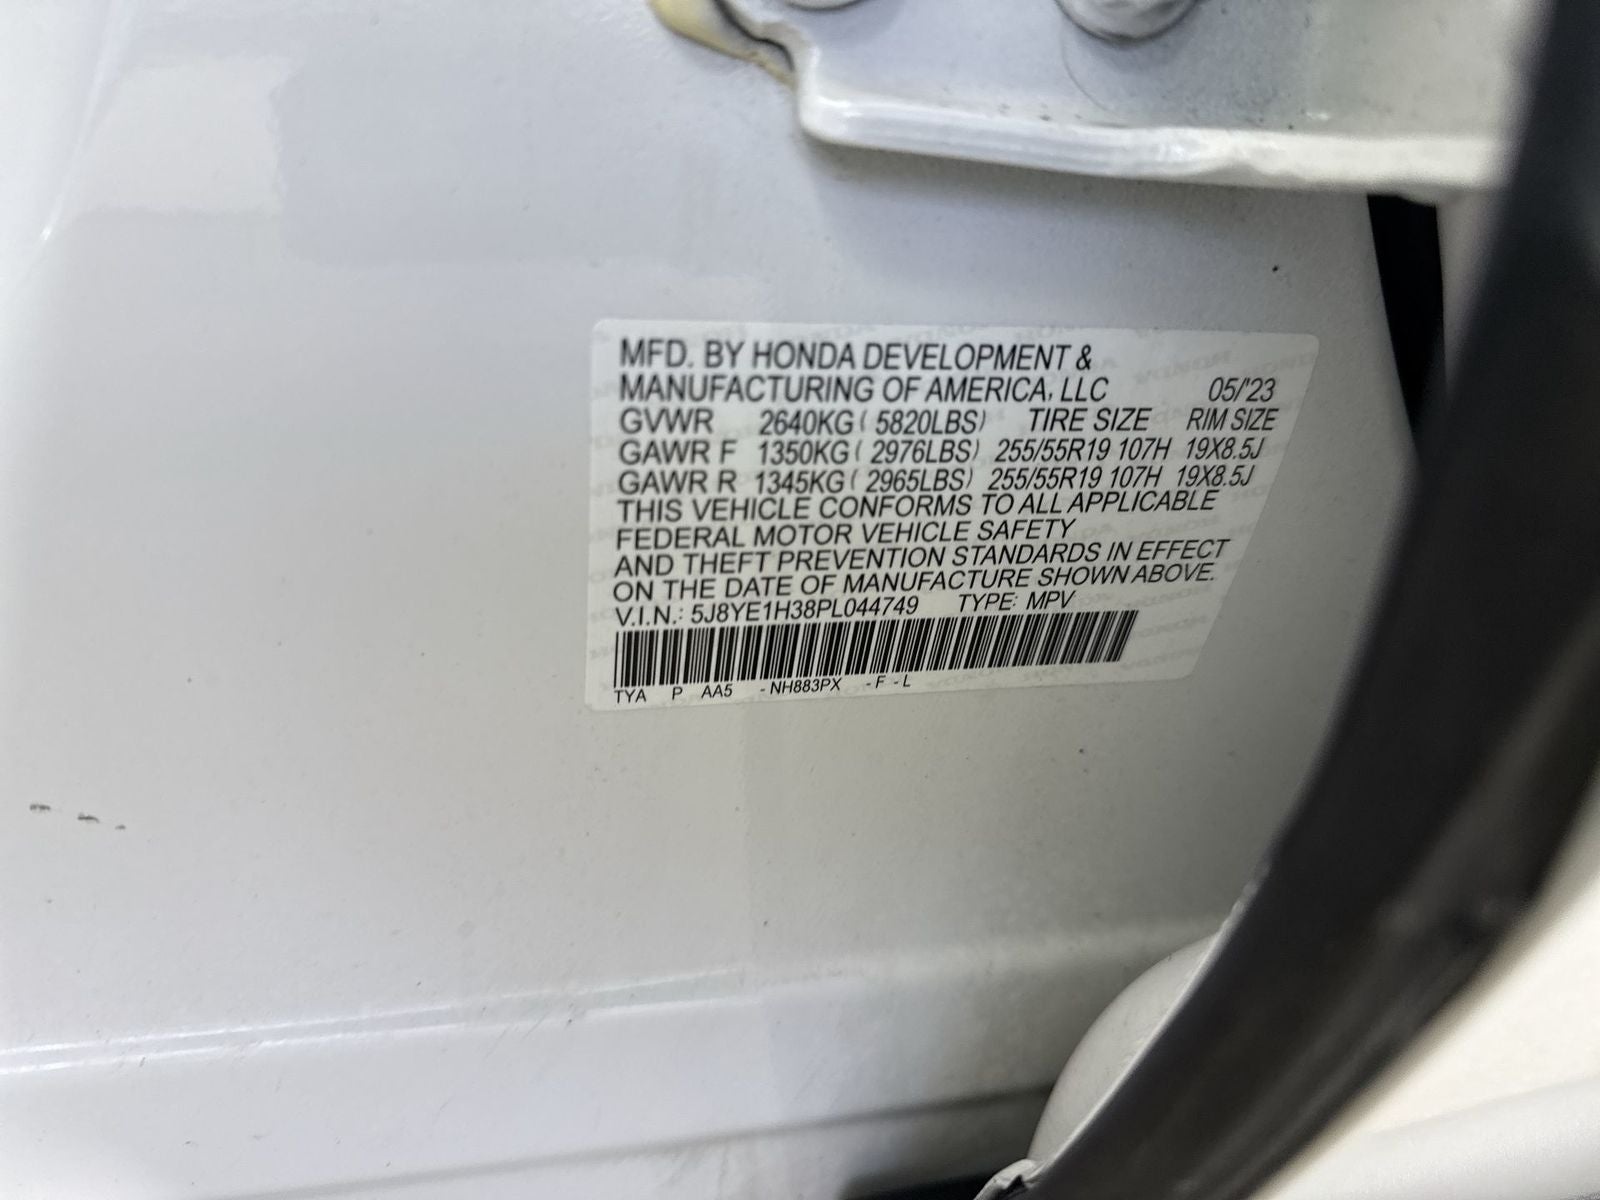 MFD. BY HONDA DEVELOPMENT &
MANUFACTURING OF AMERICA, LLC 05/'23
GVWR 2640KG ( 5820LBS) TIRE SIZE RIM SIZE
GAWR F 1350KG ( 2976LBS) 255/55R19 107H 19X8.5J
GAWR R 1345KG ( 2965LBS) 255/55R19 107H 19X8.5J
THIS VEHICLE CONFORMS TO ALL APPLICABLE
FEDERAL MOTOR VEHICLE SAFETY
AND THEFT PREVENTION STANDARDS IN EFFECT
ON THE DATE OF MANUFACTURE SHOWN ABOVE.
V.I.N.: 5J8YE1H38PL044749 TYPE: MPV
TYA P AA5 - NH883PX - F - L